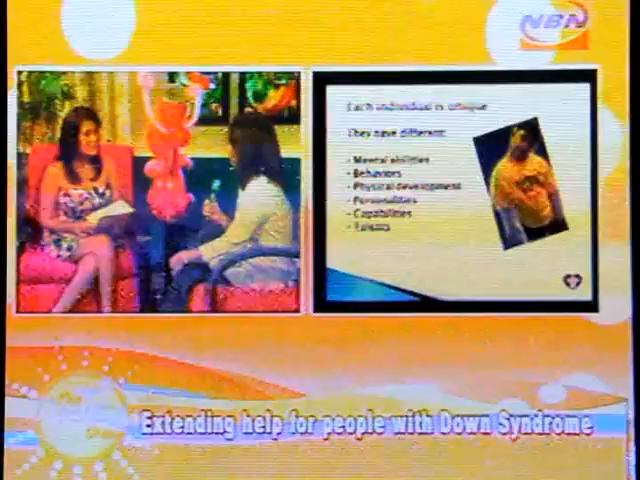 NBN
Each individual is unique
They have different:
- Mental abilities
- Behaviors
- Physical development
- Personalities
- Capabilities
- Talents
Extending help for people with Down Syndrome